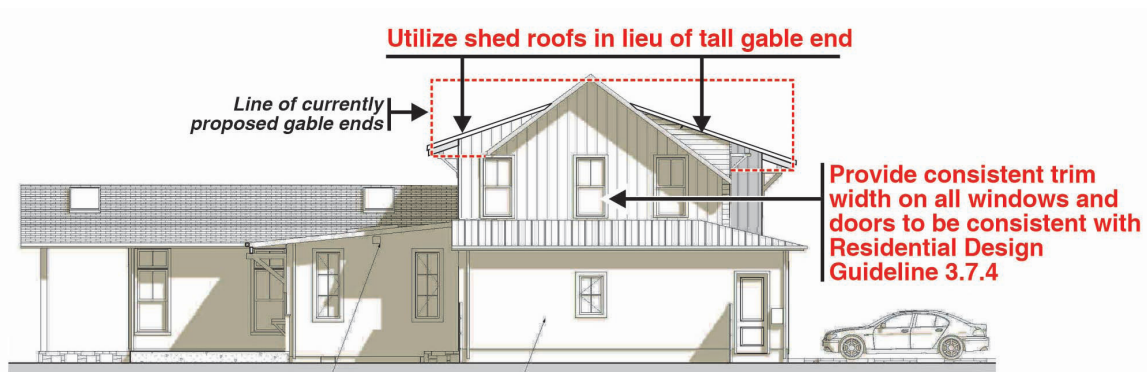 Utilize shed roofs in lieu of tall gable end
Line of currently
proposed gable ends
Provide consistent trim
width on all windows and
doors to be consistent with
Residential Design
Guideline 3.7.4